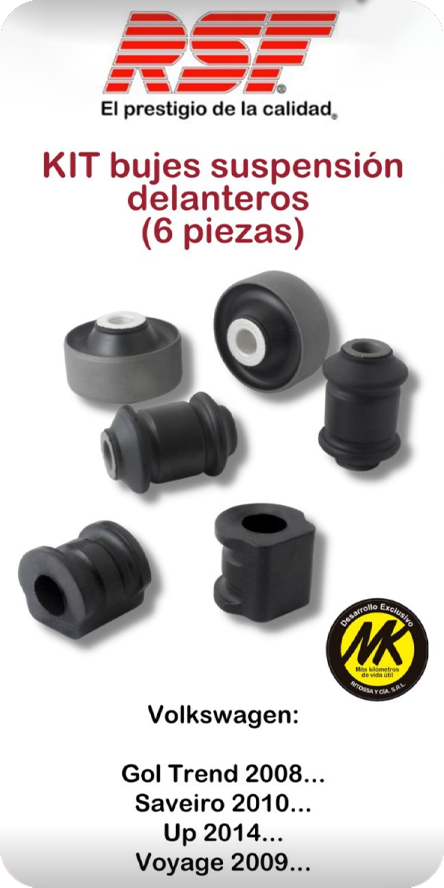 RSF®
El prestigio de la calidad®
KIT bujes suspensión
delanteros
(6 piezas)
Desarrollo Exclusivo
MK
Más kilómetros
de vida útil
RITOSSA Y CÍA. S.R.L.
Volkswagen:
Gol Trend 2008...
Saveiro 2010...
Up 2014...
Voyage 2009...